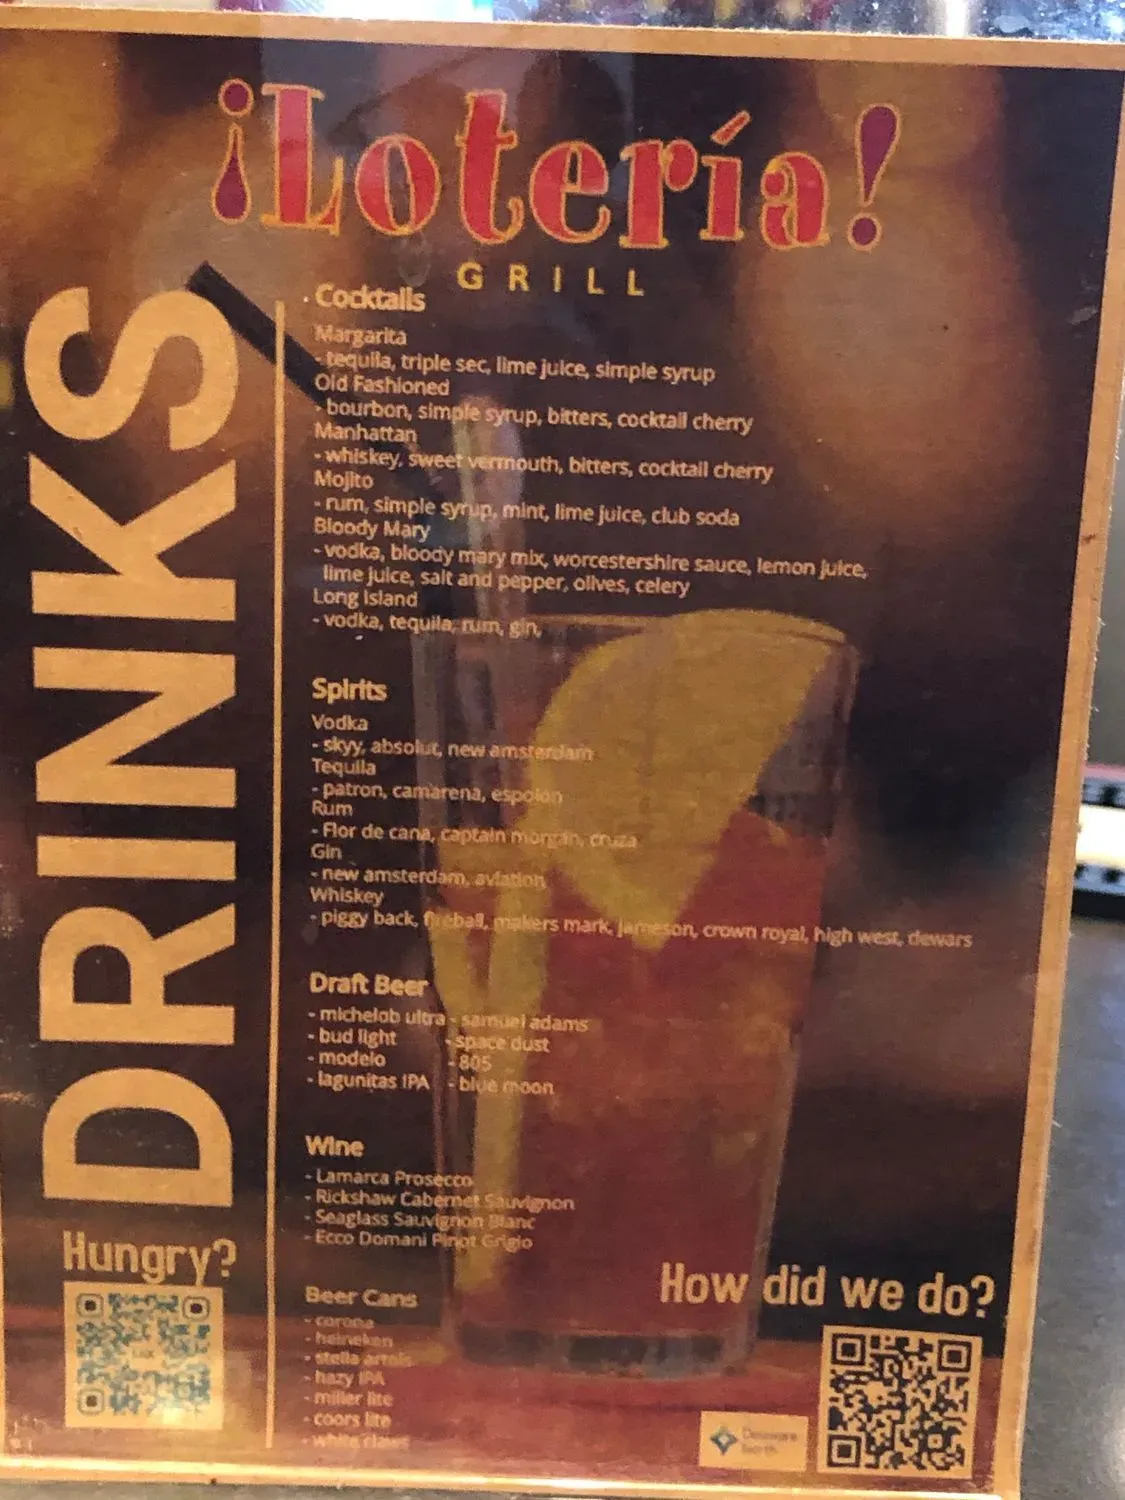 ¡Lotería!
GRILL
DRINKS
Cocktails
Margarita
- tequila, triple sec, lime juice, simple syrup
Old Fashioned
- bourbon, simple syrup, bitters, cocktail cherry
Manhattan
- whiskey, sweet vermouth, bitters, cocktail cherry
Mojito
- rum, simple syrup, mint, lime juice, club soda
Bloody Mary
- vodka, bloody mary mix, worcestershire sauce, lemon juice,
lime juice, salt and pepper, olives, celery
Long Island
- vodka, tequila, rum, gin,
Spirits
Vodka
- skyy, absolut, new amsterdam
Tequila
- patron, camarena, espolon
Rum
- Flor de cana, captain morgan, cruza
Gin
- new amsterdam, aviation
Whiskey
- piggy back, fireball, makers mark, jameson, crown royal, high west, dewars
Draft Beer
- michelob ultra - samuel adams
- bud light - space dust
- modelo - 805
- lagunitas IPA - blue moon
Wine
- Lamarca Prosecco
- Rickshaw Cabernet Sauvignon
- Seaglass Sauvignon Blanc
- Ecco Domani Pinot Grigio
Beer Cans
- corona
- heineken
- stella artois
- hazy IPA
- miller lite
- coors lite
- white claws
Hungry?
How did we do?
Delaware
North